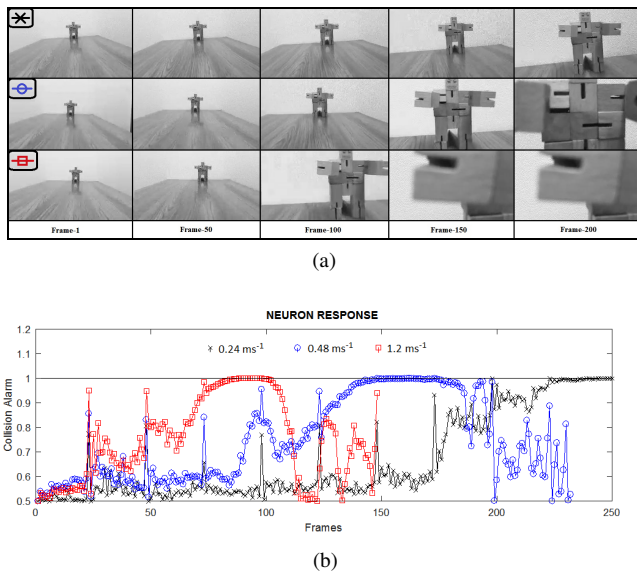 Frame-1 Frame-50 Frame-100 Frame-150 Frame-200
(a)
NEURON RESPONSE
0.24 ms-1 0.48 ms-1 1.2 ms-1
1.2
1.1
1
0.9
0.8
0.7
0.6
0.5
Collision Alarm
0 50 100 150 200 250
Frames
(b)